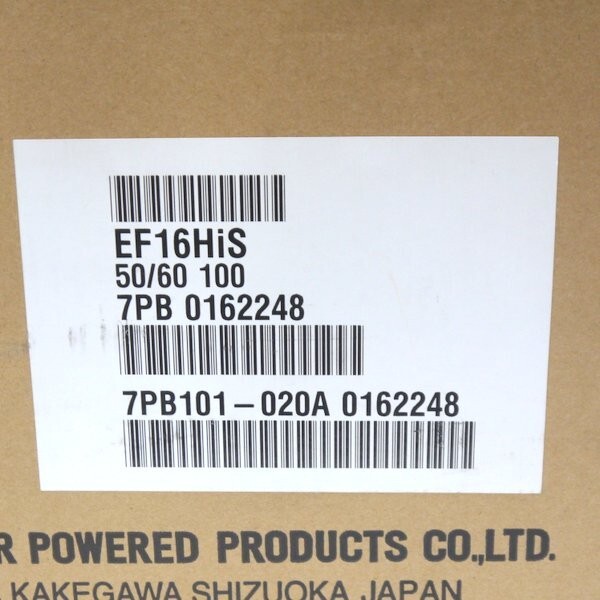 EF16HiS
50/60 100
7PB 0162248
7PB101-020A 0162248
R POWERED PRODUCTS CO.,LTD.
KAKEGAWA SHIZUOKA JAPAN